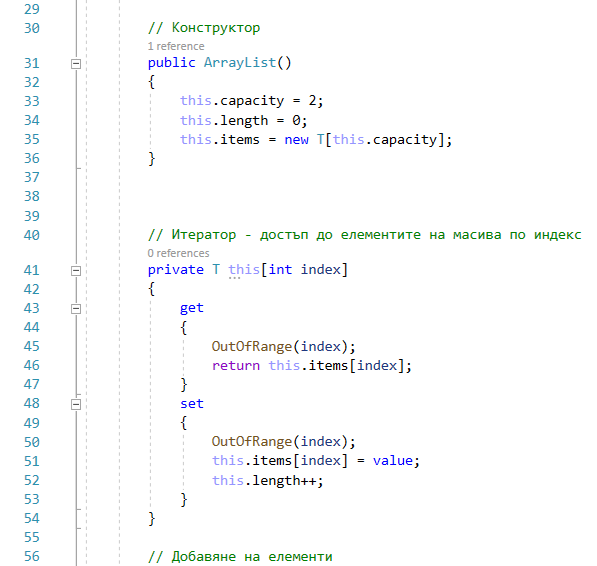 29
30 // Конструктор
1 reference
31 public ArrayList()
32 {
33 this.capacity = 2;
34 this.length = 0;
35 this.items = new T[this.capacity];
36 }
37
38
39
40 // Итератор - достъп до елементите на масива по индекс
0 references
41 private T this[int index]
42 {
43 get
44 {
45 OutOfRange(index);
46 return this.items[index];
47 }
48 set
49 {
50 OutOfRange(index);
51 this.items[index] = value;
52 this.length++;
53 }
54 }
55
56 // Добавяне на елементи